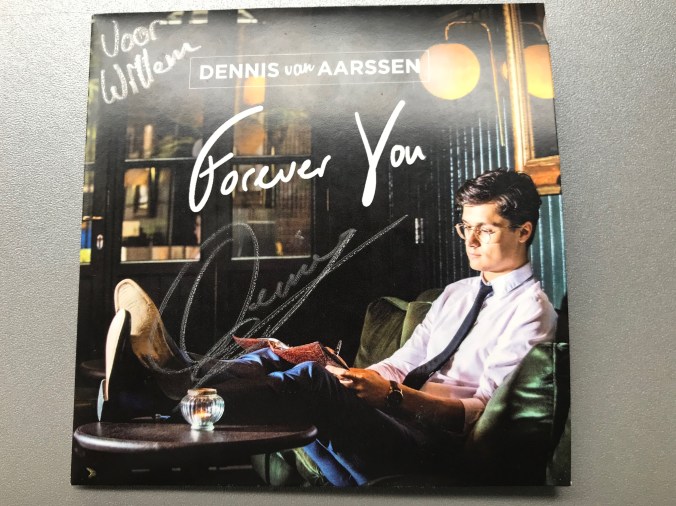 Voor
Willem
DENNIS van AARSSEN
Forever You
Dennis